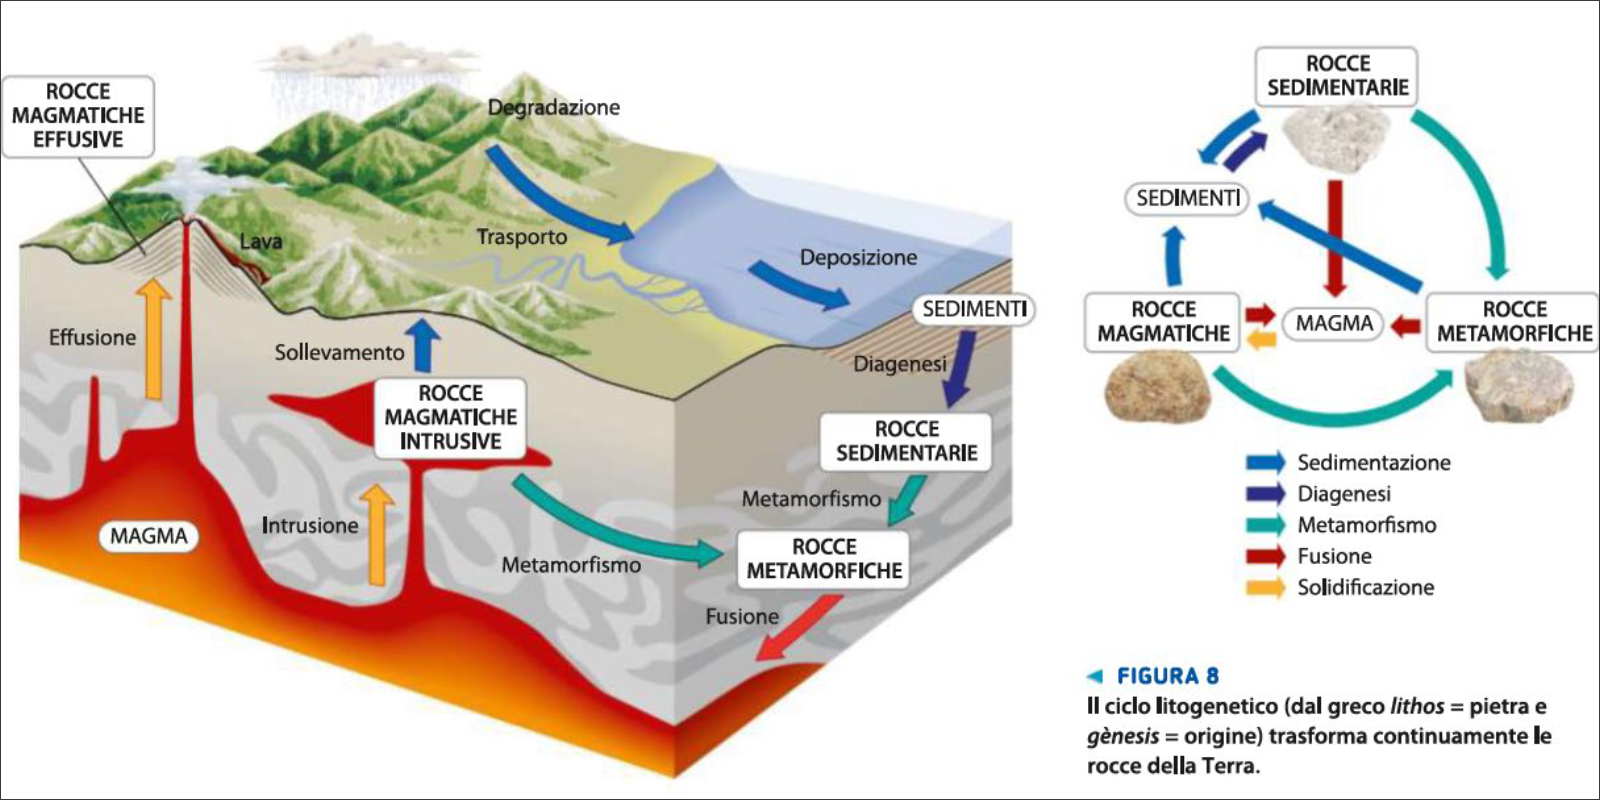 ROCCE
MAGMATICHE
EFFUSIVE
Degradazione
Lava
Trasporto
Deposizione
SEDIMENTI
Effusione
Sollevamento
Diagenesi
ROCCE
MAGMATICHE
INTRUSIVE
ROCCE
SEDIMENTARIE
Metamorfismo
MAGMA
Intrusione
Metamorfismo
ROCCE
METAMORFICHE
Fusione
ROCCE
SEDIMENTARIE
SEDIMENTI
ROCCE
MAGMATICHE
MAGMA
ROCCE
METAMORFICHE
Sedimentazione
Diagenesi
Metamorfismo
Fusione
Solidificazione
FIGURA 8
Il ciclo litogenetico (dal greco lithos = pietra e
gènesis = origine) trasforma continuamente le
rocce della Terra.